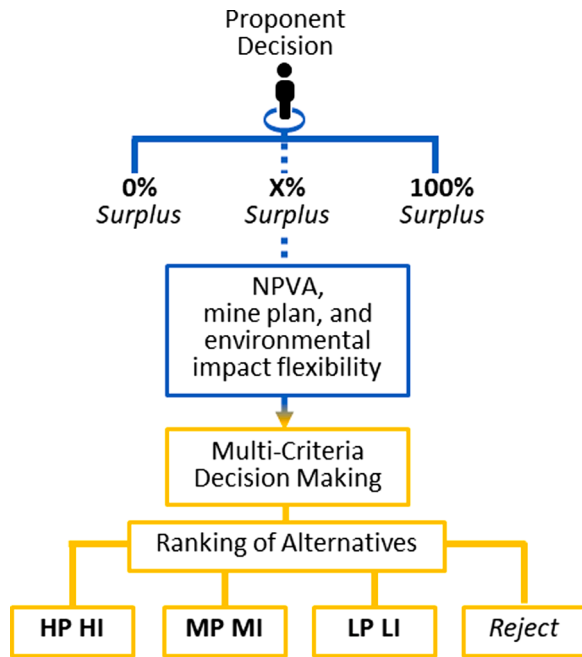 Proponent
Decision
0% X% 100%
Surplus Surplus Surplus
NPVA,
mine plan, and
environmental
impact flexibility
Multi-Criteria
Decision Making
Ranking of Alternatives
HP HI MP MI LP LI Reject